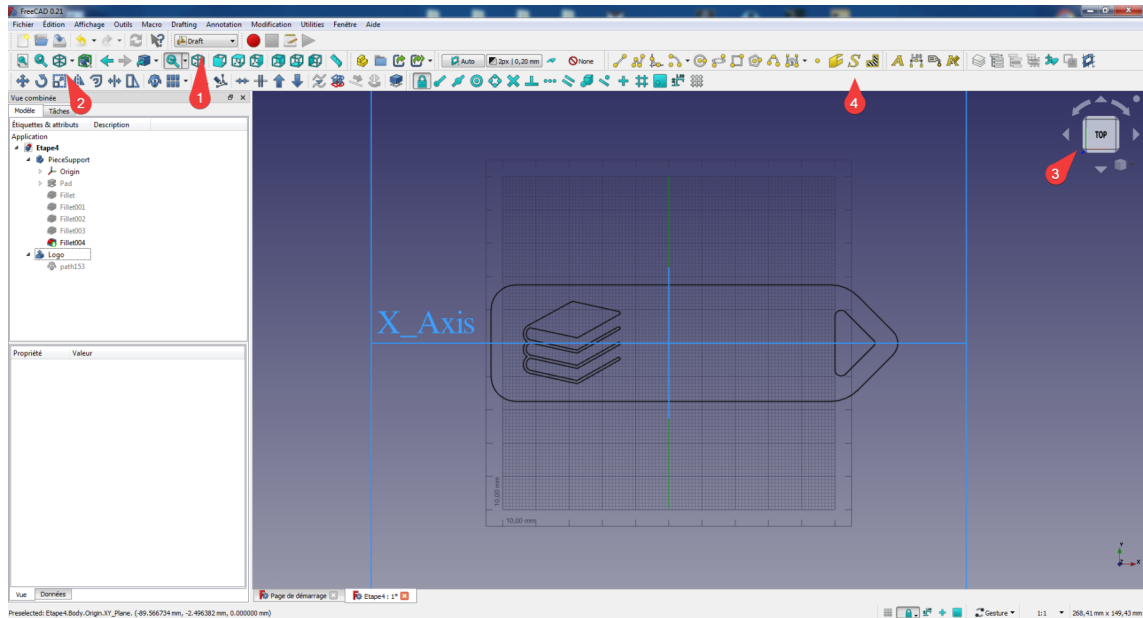 FreeCAD 0.21
Fichier Édition Affichage Outils Macro Drafting Annotation Modification Utilities Fenêtre Aide
Draft
Auto 2px | 0,20 mm None
2 1 4
Vue combinée
Modèle Tâches
Étiquettes & attributs Description
Application
Etape4
PieceSupport
Origin
Pad
Fillet
Fillet001
Fillet002
Fillet003
Fillet004
Logo
path153
TOP
3
X_Axis
Propriété Valeur
10,00 mm
10,00 mm
Y
Z X
Vue Données
Page de démarrage Etape4 : 1*
Preselected: Etape4.Body.Origin.XY_Plane. (-89.566734 mm, -2.496382 mm, 0.000000 mm)
Gesture 1:1 268,41 mm x 149,43 mm